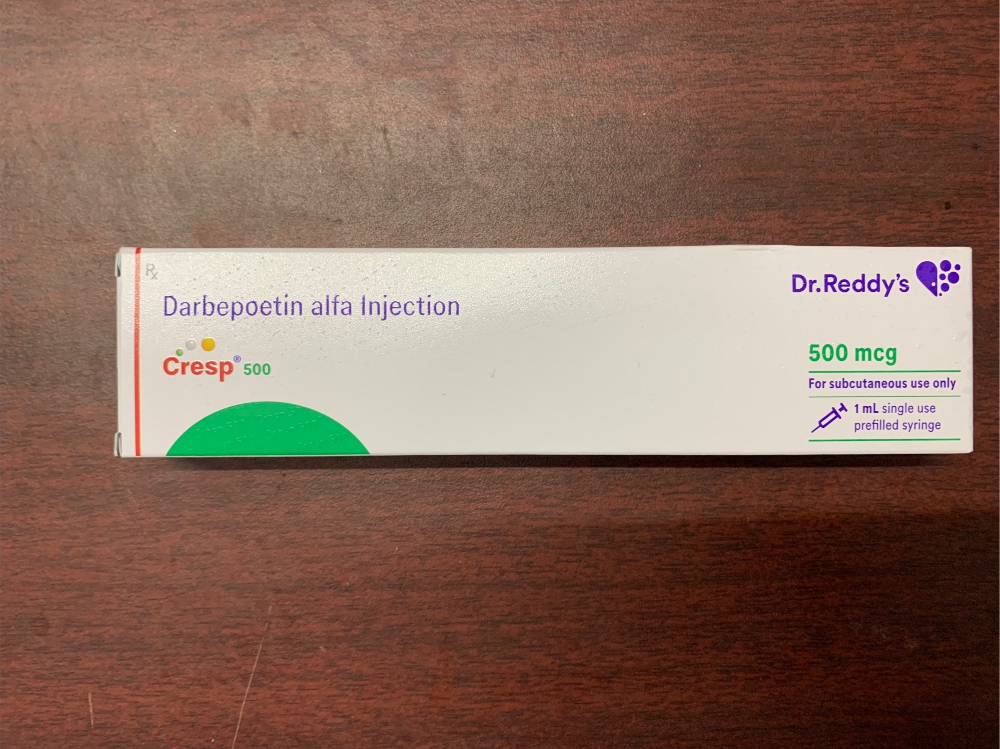 Rx
Darbepoetin alfa Injection
Cresp® 500
Dr.Reddy's
500 mcg
For subcutaneous use only
1 mL single use
prefilled syringe